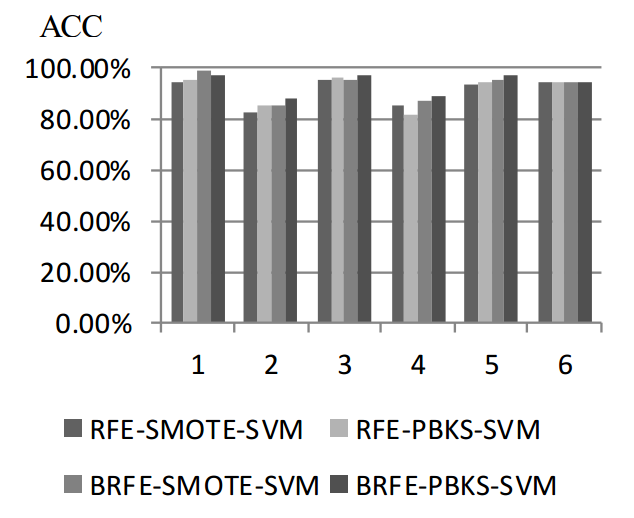 ACC
100.00%
80.00%
60.00%
40.00%
20.00%
0.00%
1 2 3 4 5 6
RFE-SMOTE-SVM RFE-PBKS-SVM
BRFE-SMOTE-SVM BRFE-PBKS-SVM